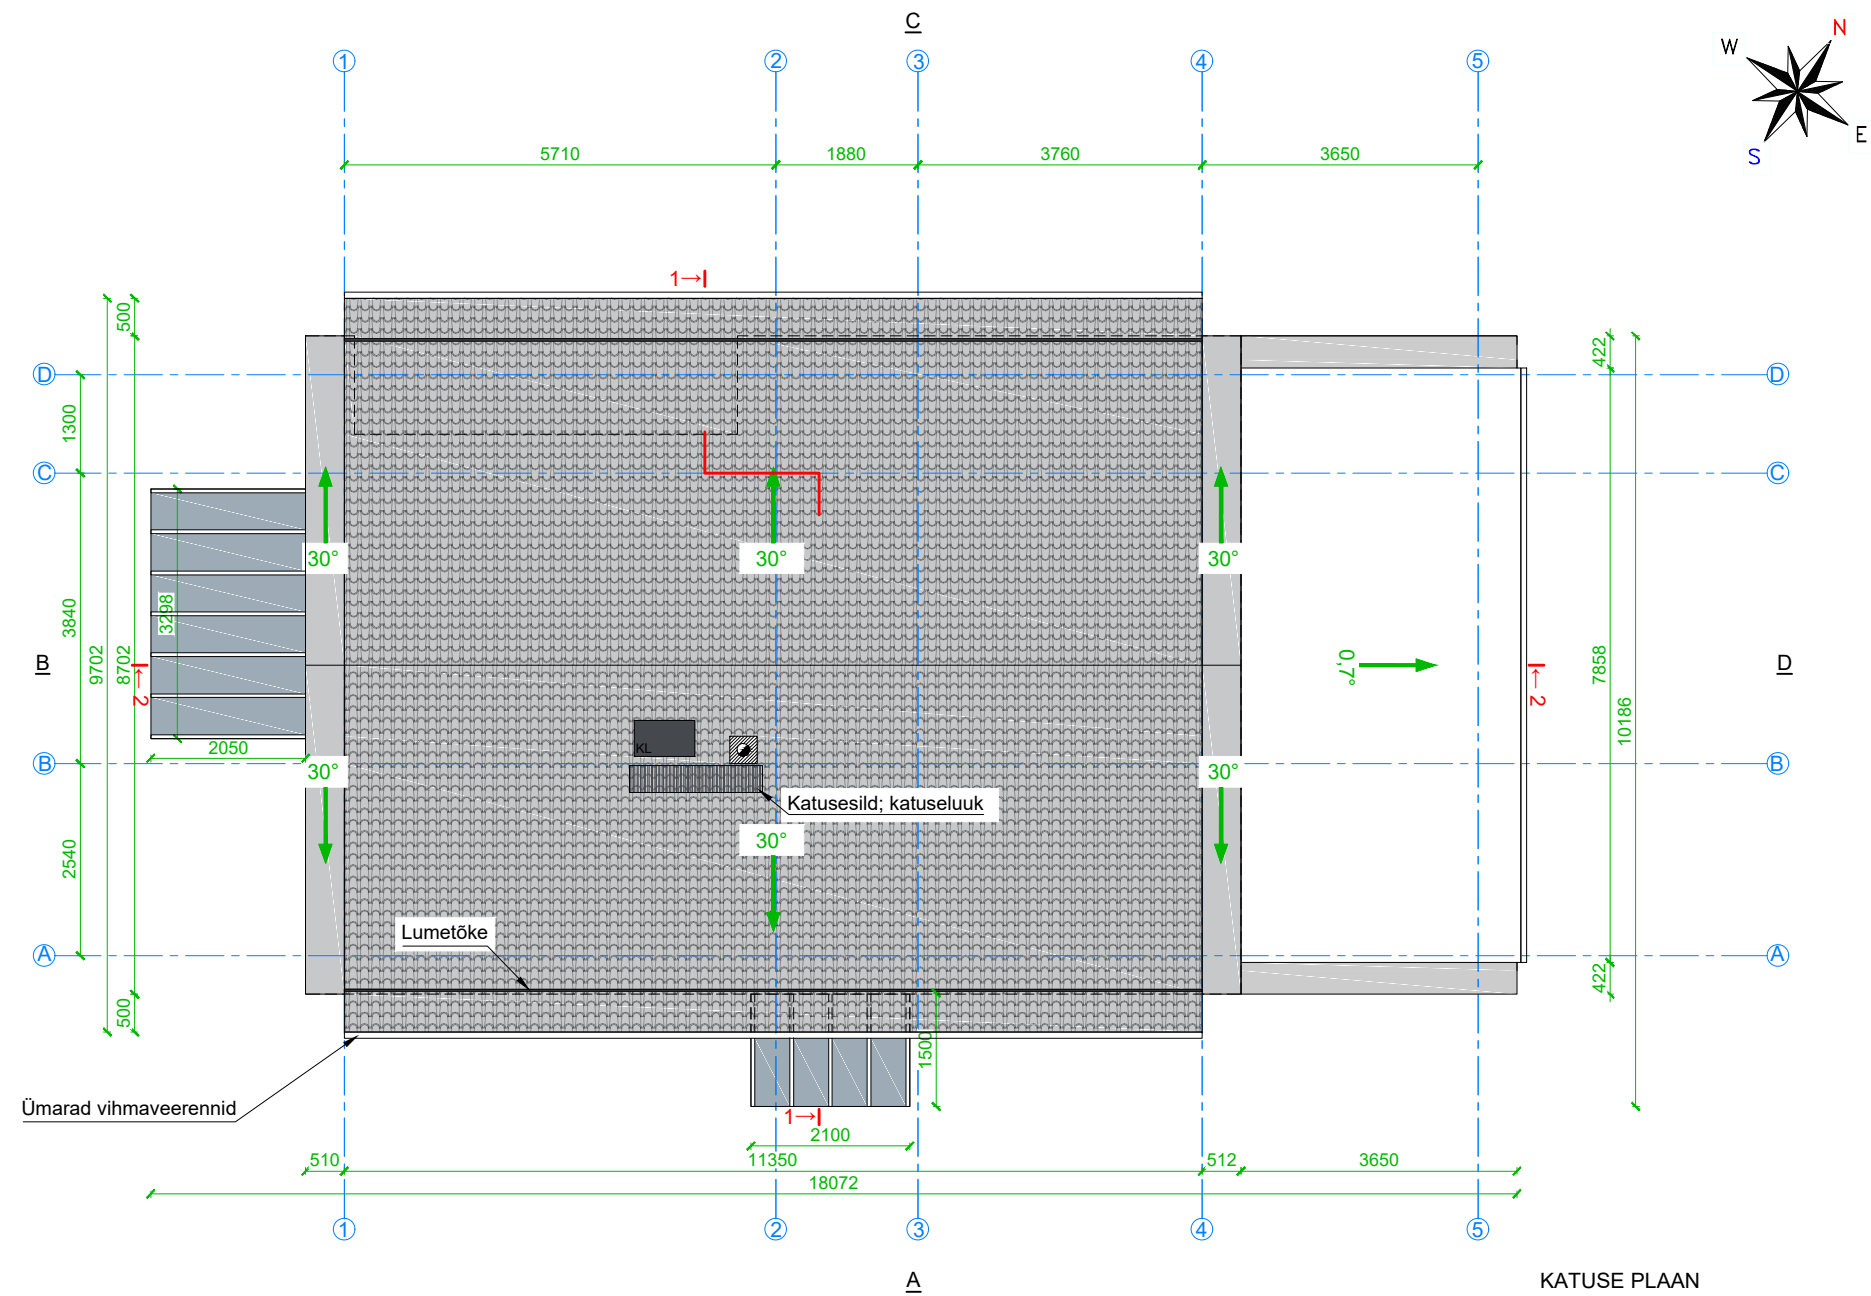 C
N
W
E
S
1
2
3
4
5
5710
1880
3760
3650
1→
500
422
D
D
1300
C
C
30°
30°
30°
3840
3298
9702
8702
B
2
0,7°
2
7858
D
10186
2050
KL
B
B
30°
30°
Katusesild; katuseluuk
30°
2540
Lumetõke
A
A
422
500
1500
Ümarad vihmaveerennid
1→
2100
510
11350
512
3650
18072
1
2
3
4
5
A
KATUSE PLAAN